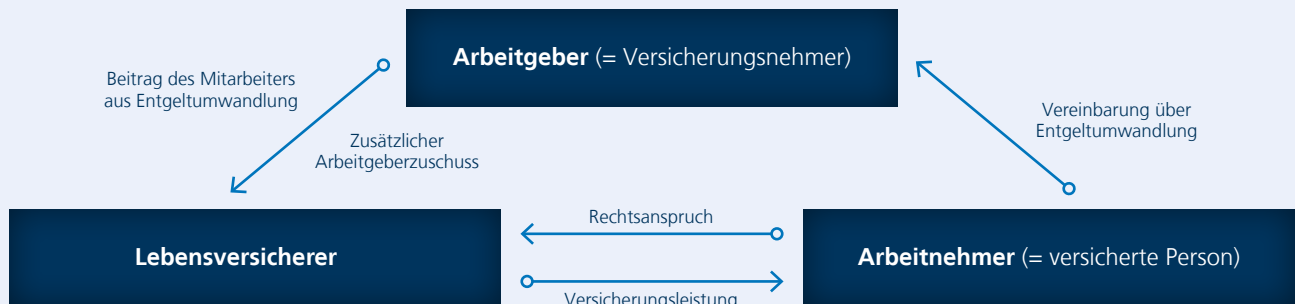 Arbeitgeber (= Versicherungsnehmer)
Beitrag des Mitarbeiters
aus Entgeltumwandlung
Zusätzlicher
Arbeitgeberzuschuss
Vereinbarung über
Entgeltumwandlung
Lebensversicherer
Rechtsanspruch
Versicherungsleistung
Arbeitnehmer (= versicherte Person)